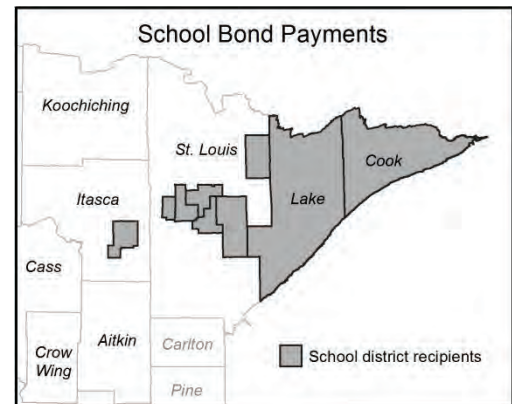 School Bond Payments
Koochiching
St. Louis
Cook
Itasca
Lake
Cass
Aitkin
Carlton
Crow
Wing
School district recipients
Pine